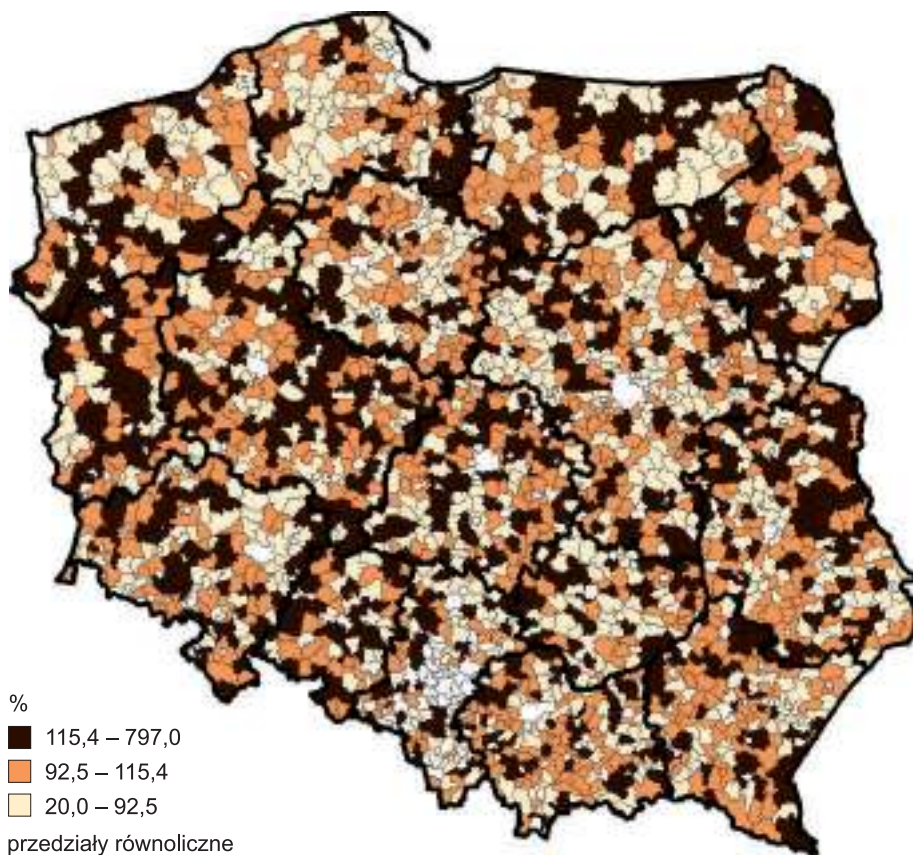 %
115,4 – 797,0
92,5 – 115,4
20,0 – 92,5
przedziały równoliczne